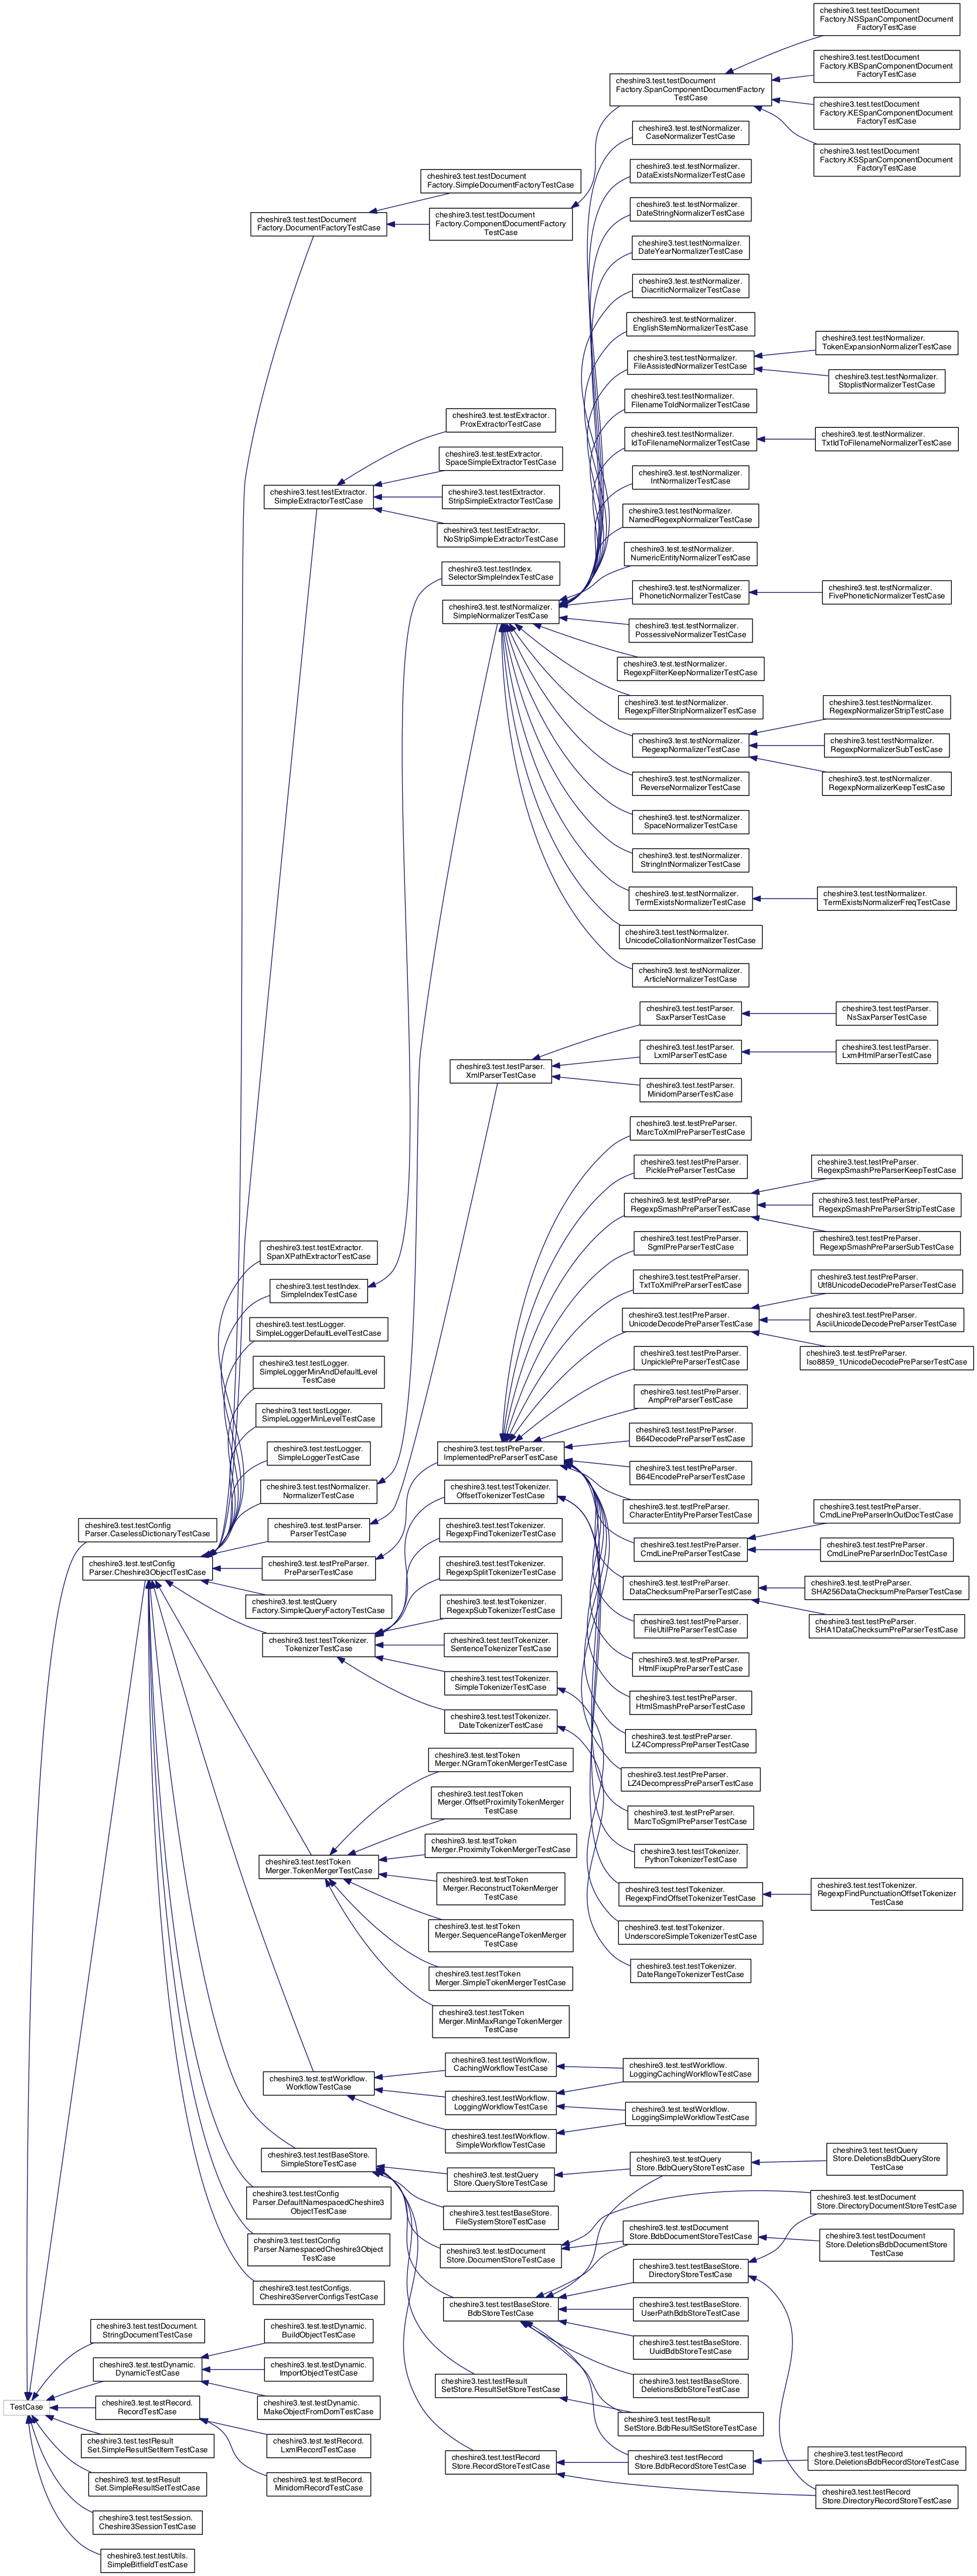 cheshire3.test.testDocument
Factory.NSSpanComponentDocument
FactoryTestCase
cheshire3.test.testDocument
Factory.KBSpanComponentDocument
FactoryTestCase
cheshire3.test.testDocument
Factory.SpanComponentDocumentFactory
TestCase
cheshire3.test.testDocument
Factory.KESpanComponentDocument
FactoryTestCase
cheshire3.test.testDocument
Factory.KSSpanComponentDocument
FactoryTestCase
cheshire3.test.testNormalizer.
CaseNormalizerTestCase
cheshire3.test.testNormalizer.
DataExistsNormalizerTestCase
cheshire3.test.testDocument
Factory.SimpleDocumentFactoryTestCase
cheshire3.test.testNormalizer.
DateStringNormalizerTestCase
cheshire3.test.testDocument
Factory.DocumentFactoryTestCase
cheshire3.test.testDocument
Factory.ComponentDocumentFactory
TestCase
cheshire3.test.testNormalizer.
DateYearNormalizerTestCase
cheshire3.test.testNormalizer.
DiacriticNormalizerTestCase
cheshire3.test.testNormalizer.
EnglishStemNormalizerTestCase
cheshire3.test.testNormalizer.
FileAssistedNormalizerTestCase
cheshire3.test.testNormalizer.
TokenExpansionNormalizerTestCase
cheshire3.test.testNormalizer.
StoplistNormalizerTestCase
cheshire3.test.testNormalizer.
FilenameToIdNormalizerTestCase
cheshire3.test.testExtractor.
ProxExtractorTestCase
cheshire3.test.testNormalizer.
IdToFilenameNormalizerTestCase
cheshire3.test.testNormalizer.
TxtIdToFilenameNormalizerTestCase
cheshire3.test.testExtractor.
SpaceSimpleExtractorTestCase
cheshire3.test.testNormalizer.
IntNormalizerTestCase
cheshire3.test.testExtractor.
SimpleExtractorTestCase
cheshire3.test.testExtractor.
StripSimpleExtractorTestCase
cheshire3.test.testNormalizer.
NamedRegexpNormalizerTestCase
cheshire3.test.testExtractor.
NoStripSimpleExtractorTestCase
cheshire3.test.testNormalizer.
NumericEntityNormalizerTestCase
cheshire3.test.testIndex.
SelectorSimpleIndexTestCase
cheshire3.test.testNormalizer.
PhoneticNormalizerTestCase
cheshire3.test.testNormalizer.
FivePhoneticNormalizerTestCase
cheshire3.test.testNormalizer.
SimpleNormalizerTestCase
cheshire3.test.testNormalizer.
PossessiveNormalizerTestCase
cheshire3.test.testNormalizer.
RegexpFilterKeepNormalizerTestCase
cheshire3.test.testNormalizer.
RegexpFilterStripNormalizerTestCase
cheshire3.test.testNormalizer.
RegexpNormalizerStripTestCase
cheshire3.test.testNormalizer.
RegexpNormalizerTestCase
cheshire3.test.testNormalizer.
RegexpNormalizerSubTestCase
cheshire3.test.testNormalizer.
ReverseNormalizerTestCase
cheshire3.test.testNormalizer.
RegexpNormalizerKeepTestCase
cheshire3.test.testNormalizer.
SpaceNormalizerTestCase
cheshire3.test.testNormalizer.
StringIntNormalizerTestCase
cheshire3.test.testNormalizer.
TermExistsNormalizerTestCase
cheshire3.test.testNormalizer.
TermExistsNormalizerFreqTestCase
cheshire3.test.testNormalizer.
UnicodeCollationNormalizerTestCase
cheshire3.test.testNormalizer.
ArticleNormalizerTestCase
cheshire3.test.testParser.
SaxParserTestCase
cheshire3.test.testParser.
NsSaxParserTestCase
cheshire3.test.testParser.
XmlParserTestCase
cheshire3.test.testParser.
LxmlParserTestCase
cheshire3.test.testParser.
LxmlHtmlParserTestCase
cheshire3.test.testParser.
MinidomParserTestCase
cheshire3.test.testPreParser.
MarcToXmlPreParserTestCase
cheshire3.test.testPreParser.
PicklePreParserTestCase
cheshire3.test.testPreParser.
RegexpSmashPreParserKeepTestCase
cheshire3.test.testPreParser.
RegexpSmashPreParserTestCase
cheshire3.test.testPreParser.
RegexpSmashPreParserStripTestCase
cheshire3.test.testExtractor.
SpanXPathExtractorTestCase
cheshire3.test.testPreParser.
SgmlPreParserTestCase
cheshire3.test.testPreParser.
RegexpSmashPreParserSubTestCase
cheshire3.test.testIndex.
SimpleIndexTestCase
cheshire3.test.testPreParser.
TxtToXmlPreParserTestCase
cheshire3.test.testPreParser.
Utf8UnicodeDecodePreParserTestCase
cheshire3.test.testLogger.
SimpleLoggerDefaultLevelTestCase
cheshire3.test.testPreParser.
UnicodeDecodePreParserTestCase
cheshire3.test.testPreParser.
AsciiUnicodeDecodePreParserTestCase
cheshire3.test.testLogger.
SimpleLoggerMinAndDefaultLevel
TestCase
cheshire3.test.testPreParser.
UnpicklePreParserTestCase
cheshire3.test.testPreParser.
Iso8859_1UnicodeDecodePreParserTestCase
cheshire3.test.testLogger.
SimpleLoggerMinLevelTestCase
cheshire3.test.testPreParser.
AmpPreParserTestCase
cheshire3.test.testLogger.
SimpleLoggerTestCase
cheshire3.test.testPreParser.
ImplementedPreParserTestCase
cheshire3.test.testPreParser.
B64DecodePreParserTestCase
cheshire3.test.testPreParser.
B64EncodePreParserTestCase
cheshire3.test.testNormalizer.
NormalizerTestCase
cheshire3.test.testTokenizer.
OffsetTokenizerTestCase
cheshire3.test.testPreParser.
CharacterEntityPreParserTestCase
cheshire3.test.testPreParser.
CmdLinePreParserInOutDocTestCase
cheshire3.test.testConfig
Parser.CaselessDictionaryTestCase
cheshire3.test.testParser.
ParserTestCase
cheshire3.test.testTokenizer.
RegexpFindTokenizerTestCase
cheshire3.test.testPreParser.
CmdLinePreParserTestCase
cheshire3.test.testPreParser.
CmdLinePreParserInDocTestCase
cheshire3.test.testConfig
Parser.Cheshire3ObjectTestCase
cheshire3.test.testPreParser.
PreParserTestCase
cheshire3.test.testTokenizer.
RegexpSplitTokenizerTestCase
cheshire3.test.testPreParser.
DataChecksumPreParserTestCase
cheshire3.test.testPreParser.
SHA256DataChecksumPreParserTestCase
cheshire3.test.testQuery
Factory.SimpleQueryFactoryTestCase
cheshire3.test.testTokenizer.
RegexpSubTokenizerTestCase
cheshire3.test.testPreParser.
FileUtilPreParserTestCase
cheshire3.test.testPreParser.
SHA1DataChecksumPreParserTestCase
cheshire3.test.testTokenizer.
TokenizerTestCase
cheshire3.test.testTokenizer.
SentenceTokenizerTestCase
cheshire3.test.testPreParser.
HtmlFixupPreParserTestCase
cheshire3.test.testTokenizer.
SimpleTokenizerTestCase
cheshire3.test.testPreParser.
HtmlSmashPreParserTestCase
cheshire3.test.testTokenizer.
DateTokenizerTestCase
cheshire3.test.testPreParser.
LZ4CompressPreParserTestCase
cheshire3.test.testToken
Merger.NGramTokenMergerTestCase
cheshire3.test.testPreParser.
LZ4DecompressPreParserTestCase
cheshire3.test.testToken
Merger.OffsetProximityTokenMerger
TestCase
cheshire3.test.testPreParser.
MarcToSgmlPreParserTestCase
cheshire3.test.testToken
Merger.ProximityTokenMergerTestCase
cheshire3.test.testTokenizer.
PythonTokenizerTestCase
cheshire3.test.testToken
Merger.TokenMergerTestCase
cheshire3.test.testToken
Merger.ReconstructTokenMerger
TestCase
cheshire3.test.testTokenizer.
RegexpFindOffsetTokenizerTestCase
cheshire3.test.testTokenizer.
RegexpFindPunctuationOffsetTokenizer
TestCase
cheshire3.test.testToken
Merger.SequenceRangeTokenMerger
TestCase
cheshire3.test.testTokenizer.
UnderscoreSimpleTokenizerTestCase
cheshire3.test.testToken
Merger.SimpleTokenMergerTestCase
cheshire3.test.testTokenizer.
DateRangeTokenizerTestCase
cheshire3.test.testToken
Merger.MinMaxRangeTokenMerger
TestCase
cheshire3.test.testWorkflow.
CachingWorkflowTestCase
cheshire3.test.testWorkflow.
LoggingCachingWorkflowTestCase
cheshire3.test.testWorkflow.
WorkflowTestCase
cheshire3.test.testWorkflow.
LoggingWorkflowTestCase
cheshire3.test.testWorkflow.
LoggingSimpleWorkflowTestCase
cheshire3.test.testWorkflow.
SimpleWorkflowTestCase
cheshire3.test.testBaseStore.
SimpleStoreTestCase
cheshire3.test.testQuery
Store.QueryStoreTestCase
cheshire3.test.testQuery
Store.BdbQueryStoreTestCase
cheshire3.test.testQuery
Store.DeletionsBdbQueryStore
TestCase
cheshire3.test.testConfig
Parser.DefaultNamespacedCheshire3
ObjectTestCase
cheshire3.test.testBaseStore.
FileSystemStoreTestCase
cheshire3.test.testDocument
Store.DirectoryDocumentStoreTestCase
cheshire3.test.testConfig
Parser.NamespacedCheshire3Object
TestCase
cheshire3.test.testDocument
Store.DocumentStoreTestCase
cheshire3.test.testDocument
Store.BdbDocumentStoreTestCase
cheshire3.test.testDocument
Store.DeletionsBdbDocumentStore
TestCase
cheshire3.test.testBaseStore.
DirectoryStoreTestCase
cheshire3.test.testConfigs.
Cheshire3ServerConfigsTestCase
cheshire3.test.testBaseStore.
BdbStoreTestCase
cheshire3.test.testBaseStore.
UserPathBdbStoreTestCase
cheshire3.test.testDocument.
StringDocumentTestCase
cheshire3.test.testDynamic.
BuildObjectTestCase
cheshire3.test.testBaseStore.
UuidBdbStoreTestCase
cheshire3.test.testDynamic.
DynamicTestCase
cheshire3.test.testDynamic.
ImportObjectTestCase
cheshire3.test.testResult
SetStore.ResultSetStoreTestCase
cheshire3.test.testBaseStore.
DeletionsBdbStoreTestCase
TestCase
cheshire3.test.testRecord.
RecordTestCase
cheshire3.test.testDynamic.
MakeObjectFromDomTestCase
cheshire3.test.testResult
SetStore.BdbResultSetStoreTestCase
cheshire3.test.testResult
Set.SimpleResultSetItemTestCase
cheshire3.test.testRecord.
LxmlRecordTestCase
cheshire3.test.testRecord
Store.RecordStoreTestCase
cheshire3.test.testRecord
Store.BdbRecordStoreTestCase
cheshire3.test.testRecord
Store.DeletionsBdbRecordStoreTestCase
cheshire3.test.testResult
Set.SimpleResultSetTestCase
cheshire3.test.testRecord.
MinidomRecordTestCase
cheshire3.test.testRecord
Store.DirectoryRecordStoreTestCase
cheshire3.test.testSession.
Cheshire3SessionTestCase
cheshire3.test.testUtils.
SimpleBitfieldTestCase